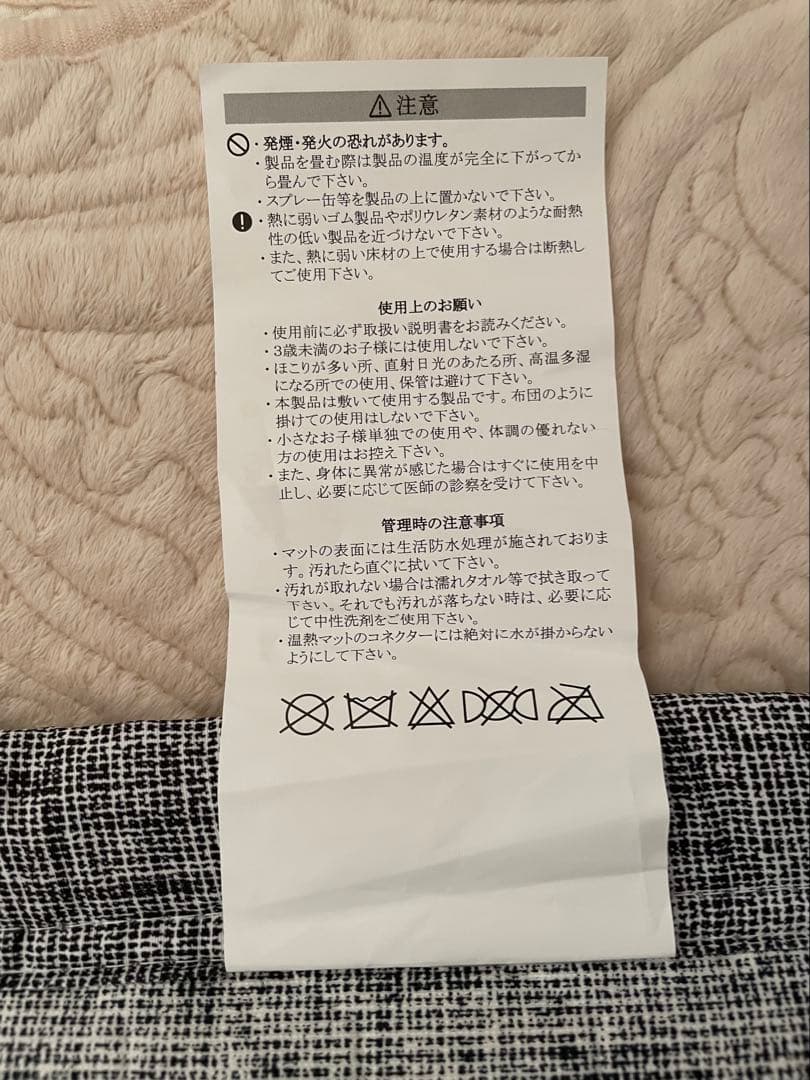 ⚠注意
・発煙・発火の恐れがあります。
・製品を畳む際は製品の温度が完全に下がってか
ら畳んで下さい。
・スプレー缶等を製品の上に置かないで下さい。
・熱に弱いゴム製品やポリウレタン素材のような耐熱
性の低い製品を近づけないで下さい。
・また、熱に弱い床材の上で使用する場合は断熱し
てご使用下さい。
使用上のお願い
・使用前に必ず取扱い説明書をお読みください。
・3歳未満のお子様には使用しないで下さい。
・ほこりが多い所、直射日光のあたる所、高温多湿
になる所での使用、保管は避けて下さい。
・本製品は敷いて使用する製品です。布団のように
掛けての使用はしないで下さい。
・小さなお子様単独での使用や、体調の優れない
方の使用はお控え下さい。
・また、身体に異常が感じた場合はすぐに使用を中
止し、必要に応じて医師の診察を受けて下さい。
管理時の注意事項
・マットの表面には生活防水処理が施されておりま
す。汚れたら直ぐに拭いて下さい。
・汚れが取れない場合は濡れタオル等で拭き取って
下さい。それでも汚れが落ちない時は、必要に応
じて中性洗剤をご使用下さい。
・温熱マットのコネクターには絶対に水が掛からない
ようにして下さい。